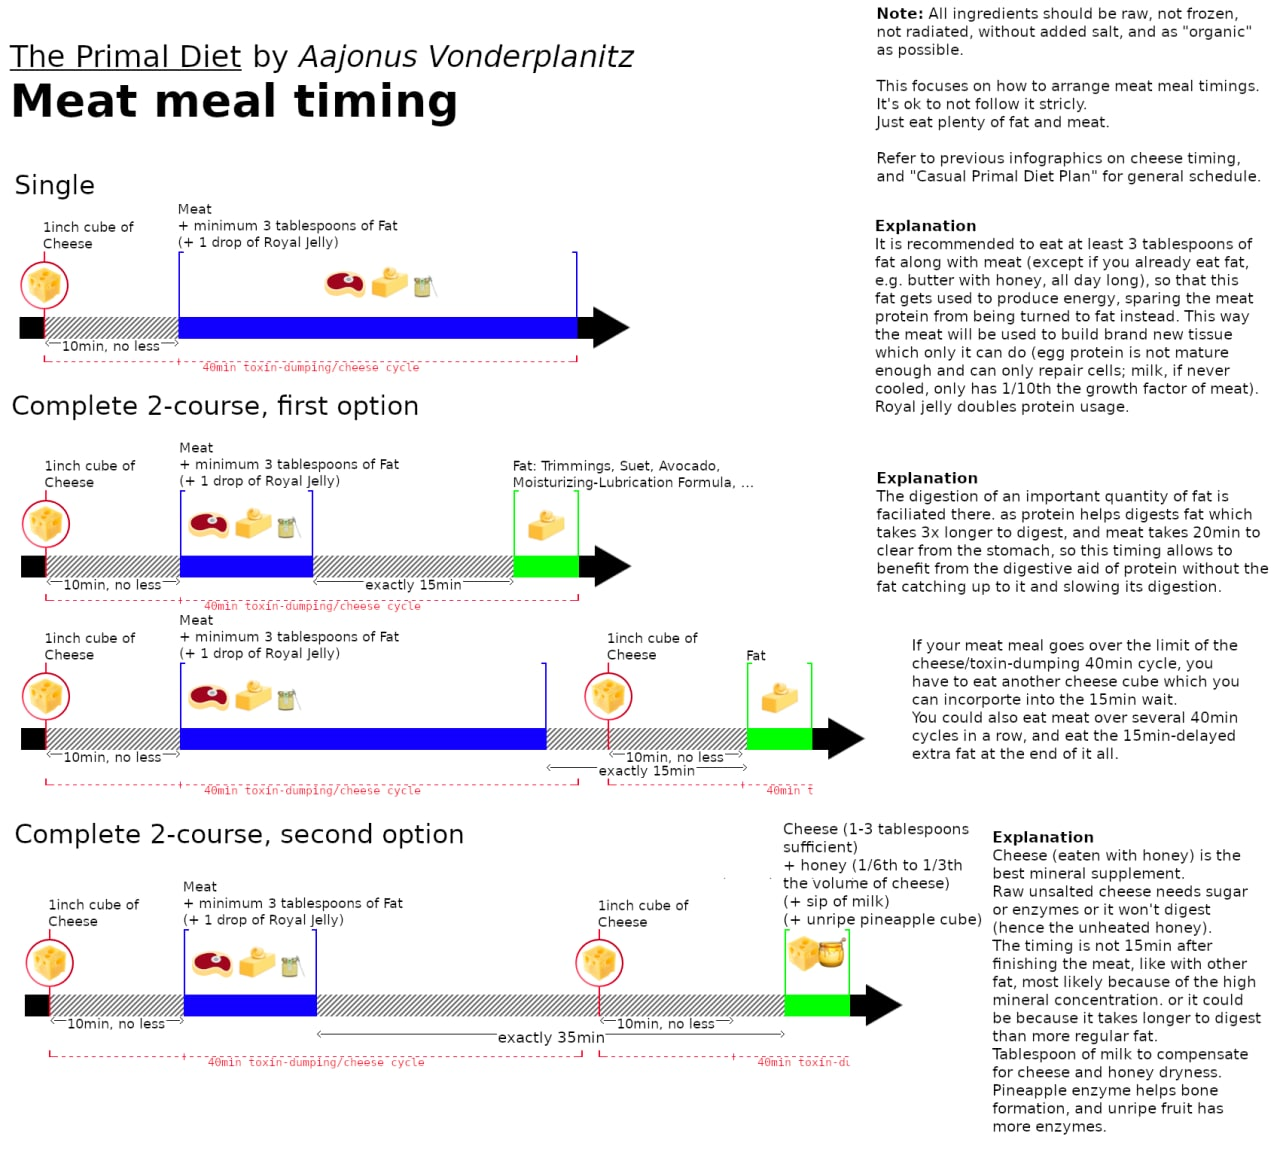 The Primal Diet by Aajonus Vonderplanitz
Meat meal timing
Note: All ingredients should be raw, not frozen,
not radiated, without added salt, and as "organic"
as possible.
This focuses on how to arrange meat meal timings.
It's ok to not follow it stricly.
Just eat plenty of fat and meat.
Refer to previous infographics on cheese timing,
and "Casual Primal Diet Plan" for general schedule.
Single
1inch cube of
Cheese
Meat
+ minimum 3 tablespoons of Fat
(+ 1 drop of Royal Jelly)
10min, no less
40min toxin-dumping/cheese cycle
Explanation
It is recommended to eat at least 3 tablespoons of
fat along with meat (except if you already eat fat,
e.g. butter with honey, all day long), so that this
fat gets used to produce energy, sparing the meat
protein from being turned to fat instead. This way
the meat will be used to build brand new tissue
which only it can do (egg protein is not mature
enough and can only repair cells; milk, if never
cooled, only has 1/10th the growth factor of meat).
Royal jelly doubles protein usage.
Complete 2-course, first option
1inch cube of
Cheese
Meat
+ minimum 3 tablespoons of Fat
(+ 1 drop of Royal Jelly)
Fat: Trimmings, Suet, Avocado,
Moisturizing-Lubrication Formula, ...
10min, no less
exactly 15min
40min toxin-dumping/cheese cycle
Explanation
The digestion of an important quantity of fat is
faciliated there. as protein helps digests fat which
takes 3x longer to digest, and meat takes 20min to
clear from the stomach, so this timing allows to
benefit from the digestive aid of protein without the
fat catching up to it and slowing its digestion.
1inch cube of
Cheese
Meat
+ minimum 3 tablespoons of Fat
(+ 1 drop of Royal Jelly)
1inch cube of
Cheese
Fat
10min, no less
10min, no less
exactly 15min
40min toxin-dumping/cheese cycle
40min t
If your meat meal goes over the limit of the
cheese/toxin-dumping 40min cycle, you
have to eat another cheese cube which you
can incorporte into the 15min wait.
You could also eat meat over several 40min
cycles in a row, and eat the 15min-delayed
extra fat at the end of it all.
Complete 2-course, second option
1inch cube of
Cheese
Meat
+ minimum 3 tablespoons of Fat
(+ 1 drop of Royal Jelly)
1inch cube of
Cheese
Cheese (1-3 tablespoons
sufficient)
+ honey (1/6th to 1/3th
the volume of cheese)
(+ sip of milk)
(+ unripe pineapple cube)
10min, no less
10min, no less
exactly 35min
40min toxin-dumping/cheese cycle
40min toxin-du
Explanation
Cheese (eaten with honey) is the
best mineral supplement.
Raw unsalted cheese needs sugar
or enzymes or it won't digest
(hence the unheated honey).
The timing is not 15min after
finishing the meat, like with other
fat, most likely because of the high
mineral concentration. or it could
be because it takes longer to digest
than more regular fat.
Tablespoon of milk to compensate
for cheese and honey dryness.
Pineapple enzyme helps bone
formation, and unripe fruit has
more enzymes.